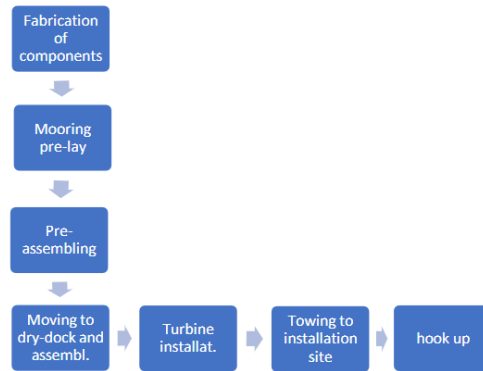 Fabrication
of
components
Mooring
pre-lay
Pre-
assembling
Moving to
dry-dock and
assembl.
Turbine
installat.
Towing to
installation
site
hook up